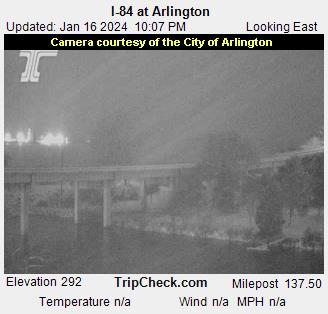 I-84 at Arlington
Updated: Jan 16 2024 10:07 PM Looking East
Camera courtesy of the City of Arlington
Elevation 292 TripCheck.com Milepost 137.50
Temperature n/a Wind n/a MPH n/a